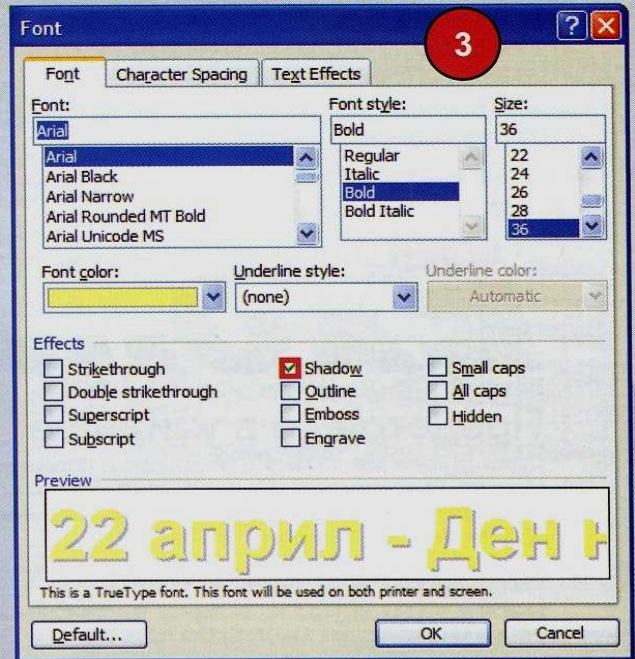 Font
3
Font Character Spacing Text Effects
Font: Font style: Size:
Arial Bold 36
Arial Regular 22
Arial Black Italic 24
Arial Narrow Bold 26
Arial Rounded MT Bold Bold Italic 28
Arial Unicode MS 36
Font color: Underline style: Underline color:
(none) Automatic
Effects
Strikethrough Shadow Small caps
Double strikethrough Outline All caps
Superscript Emboss Hidden
Subscript Engrave
Preview
22 април - Ден н
This is a TrueType font. This font will be used on both printer and screen.
Default... OK Cancel